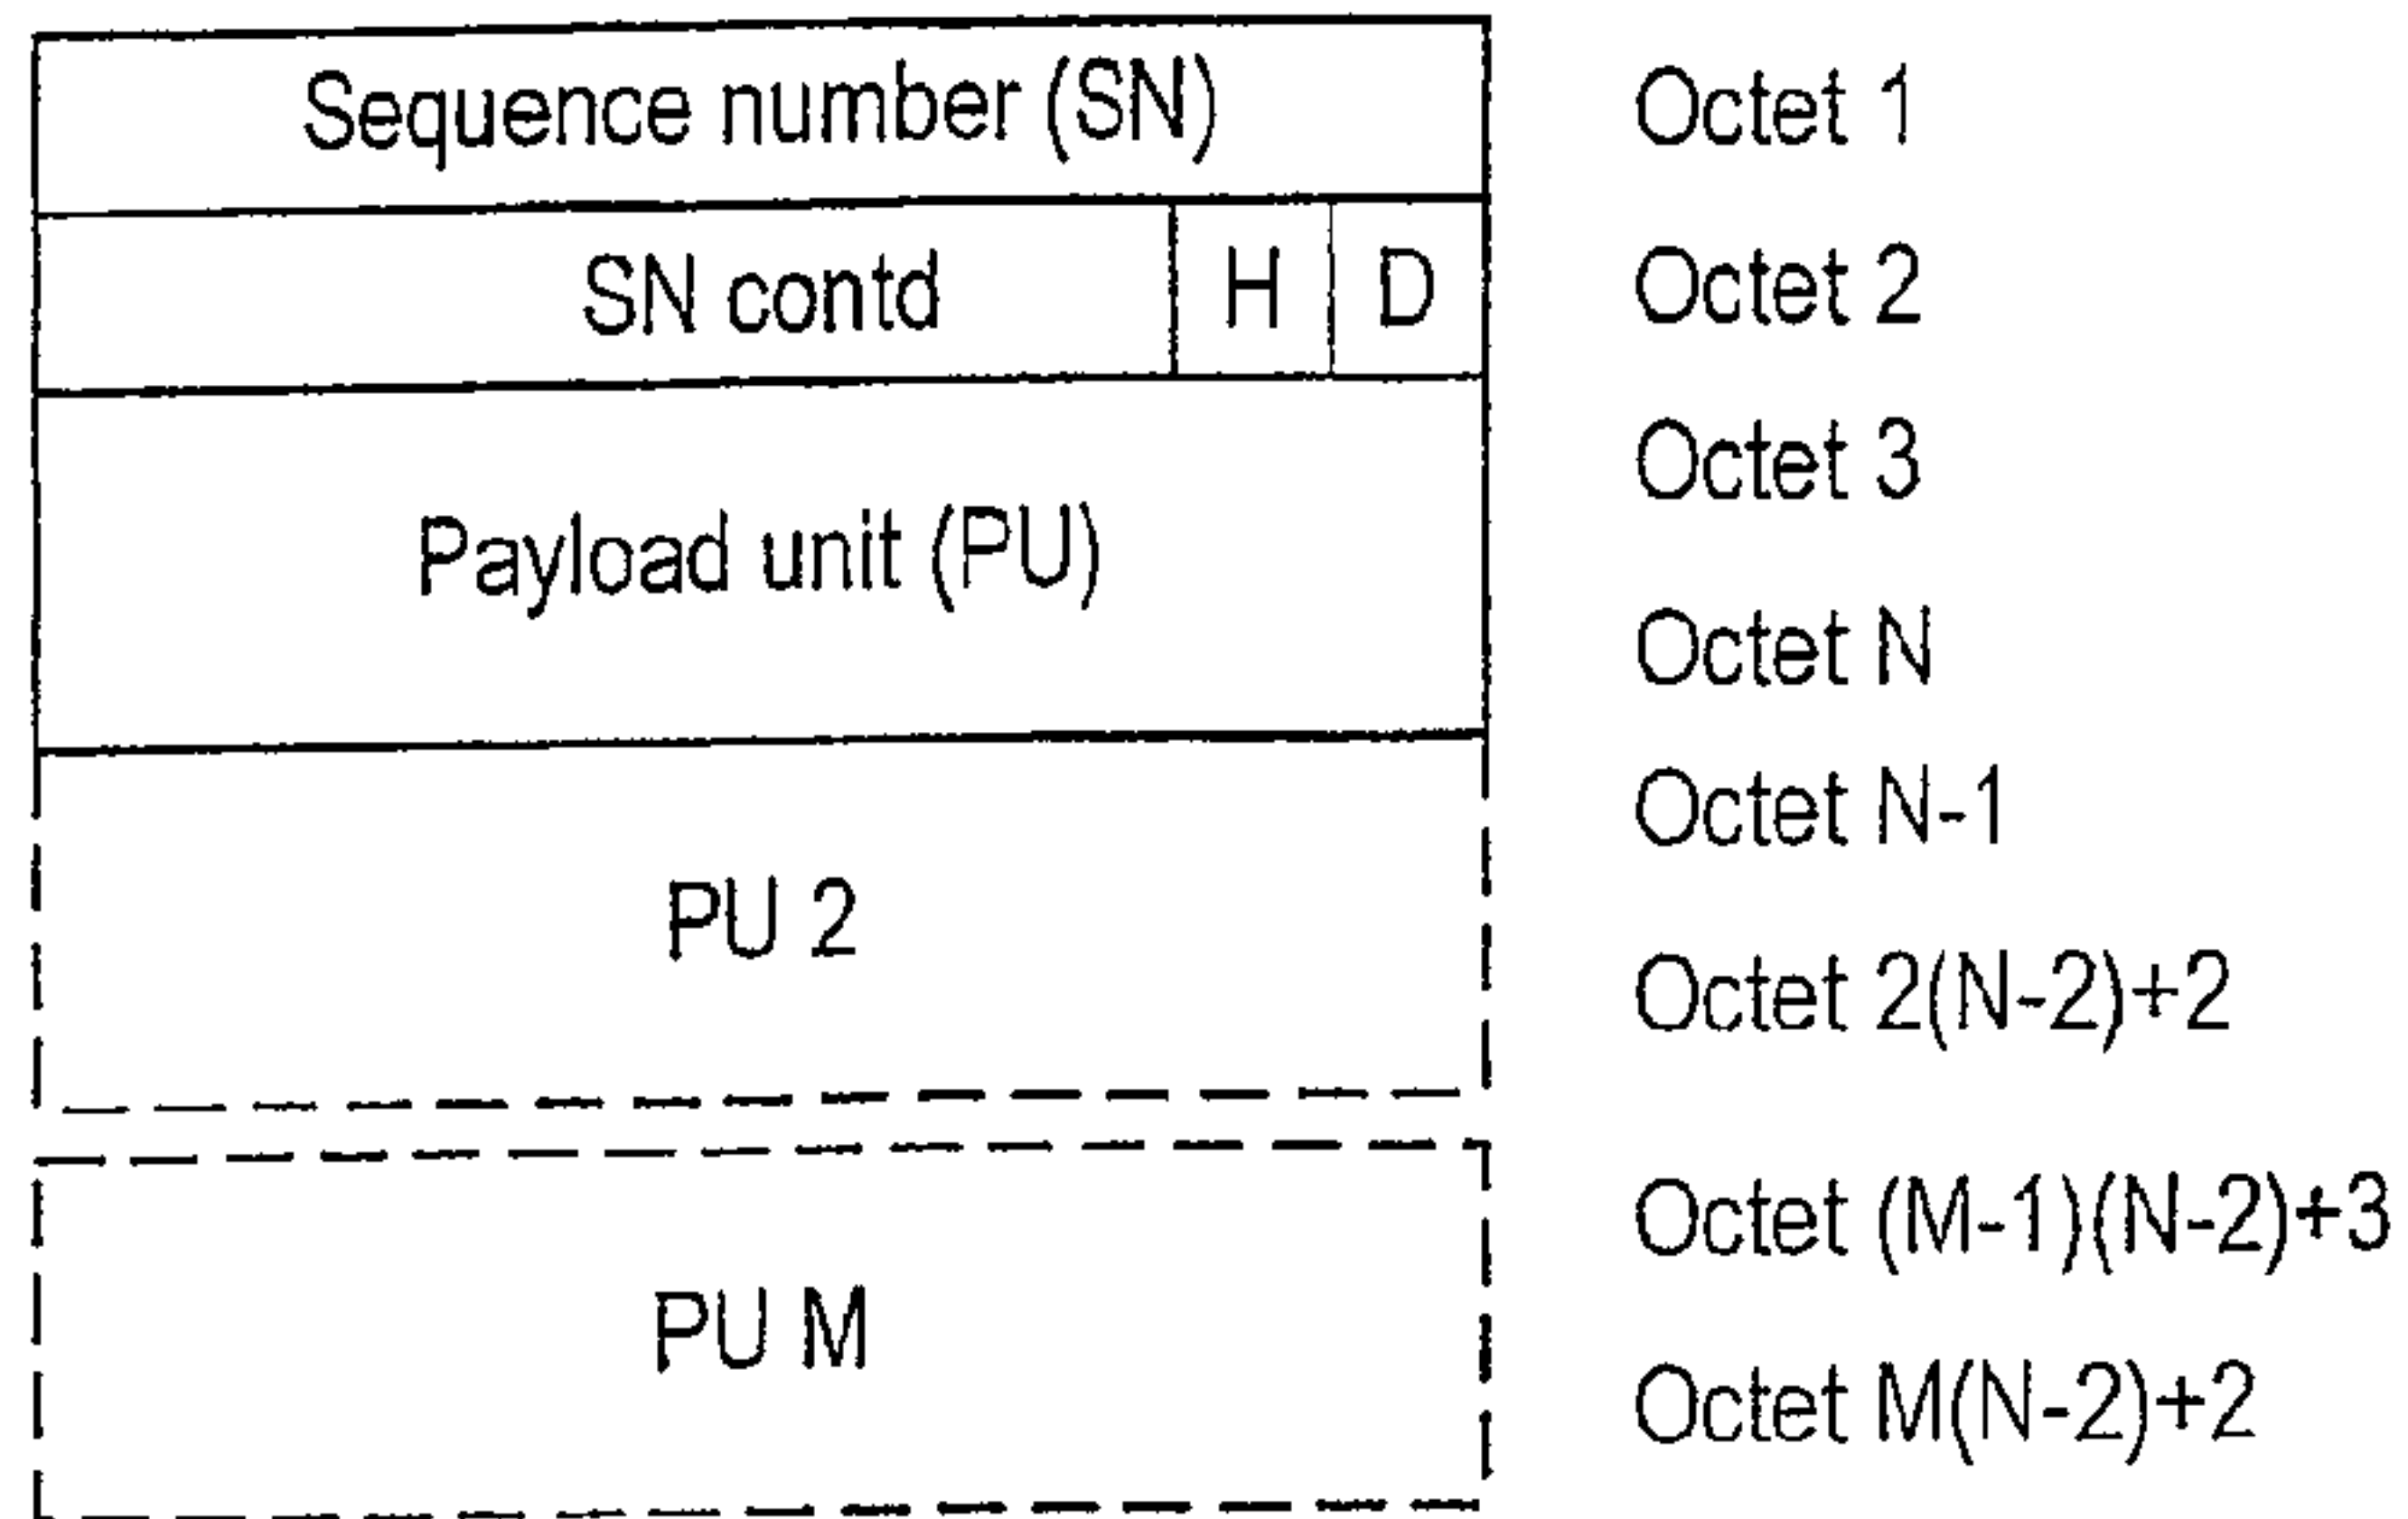 Sequence number (SN) Octet 1
SN contd H D Octet 2
Octet 3
Payload unit (PU)
Octet N
Octet N-1
PU 2
Octet 2(N-2)+2
Octet (M-1)(N-2)+3
PU M
Octet M(N-2)+2